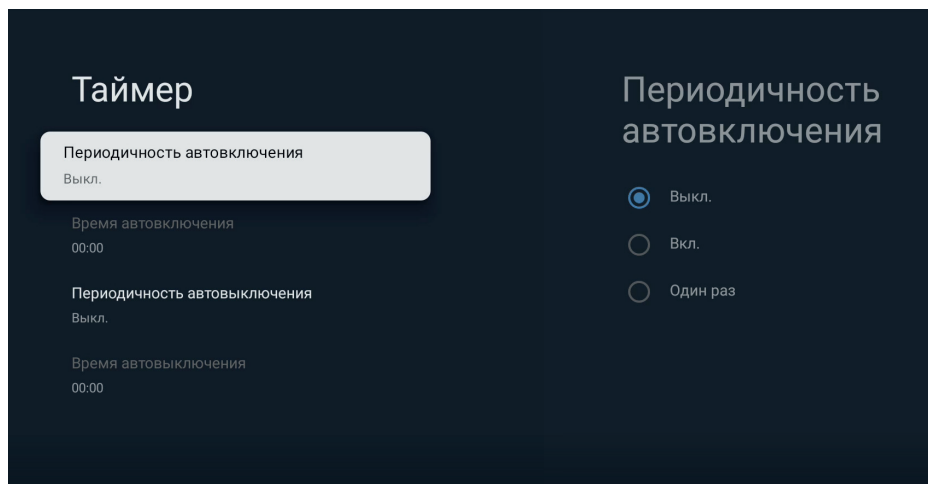 Таймер
Периодичность автовключения
Выкл.
Время автовключения
00:00
Периодичность автовыключения
Выкл.
Время автовыключения
00:00
Периодичность
автовключения
Выкл.
Вкл.
Один раз